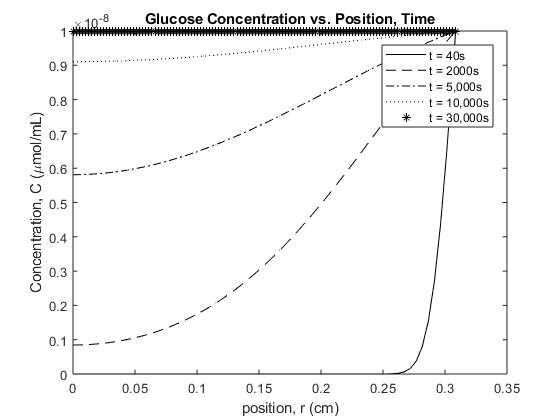 ×10⁻⁸
Glucose Concentration vs. Position, Time
1
0.9
0.8
0.7
0.6
0.5
0.4
0.3
0.2
0.1
0
Concentration, C (μmol/mL)
t = 40s
t = 2000s
t = 5,000s
t = 10,000s
t = 30,000s
0 0.05 0.1 0.15 0.2 0.25 0.3 0.35
position, r (cm)